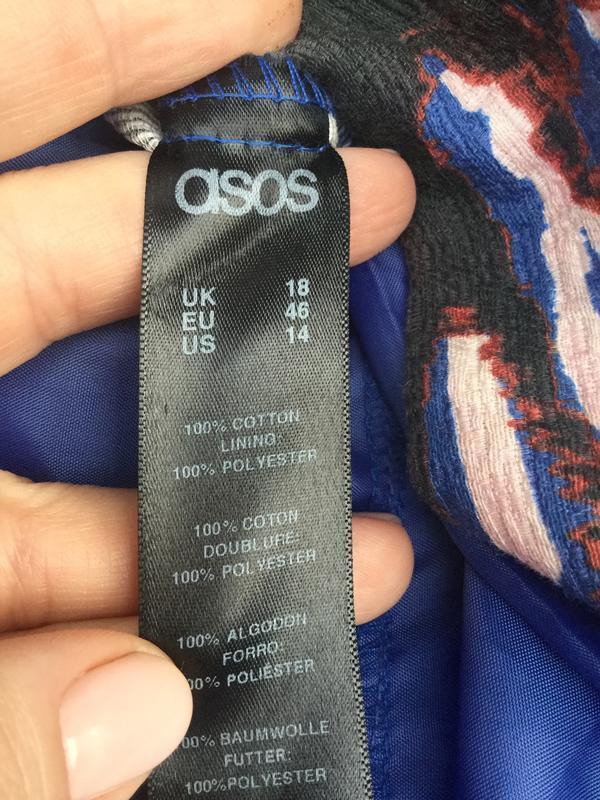 asos
UK 18
EU 46
US 14
100% COTTON
LINING:
100% POLYESTER
100% COTON
DOUBLURE:
100% POLYESTER
100% ALGODON
FORRO:
00% POLIÉSTER
00% BAUMWOLLE
FUTTER:
100%POLYESTER